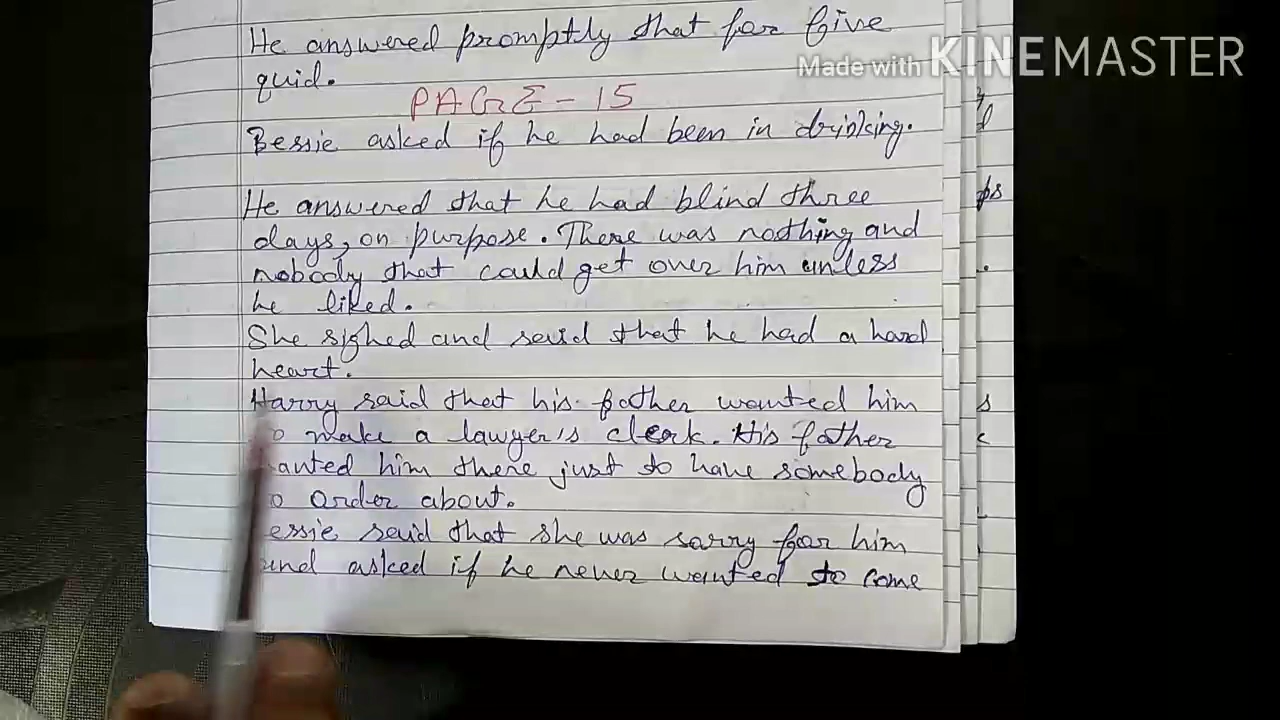 He answered promptly that for five
Made with KINEMASTER
quid.
PAGE - 15
Bessie asked if he had been in drinking.
He answered that he had blind three
days, on purpose. There was nothing and
nobody that could get over him unless
he liked.
She sighed and said that he had a hard
heart.
Harry said that his father wanted him
o make a lawyer's clerk. His father
anted him there just to have somebody
o order about.
essie said that she was sorry for him
and asked if he never wanted to come